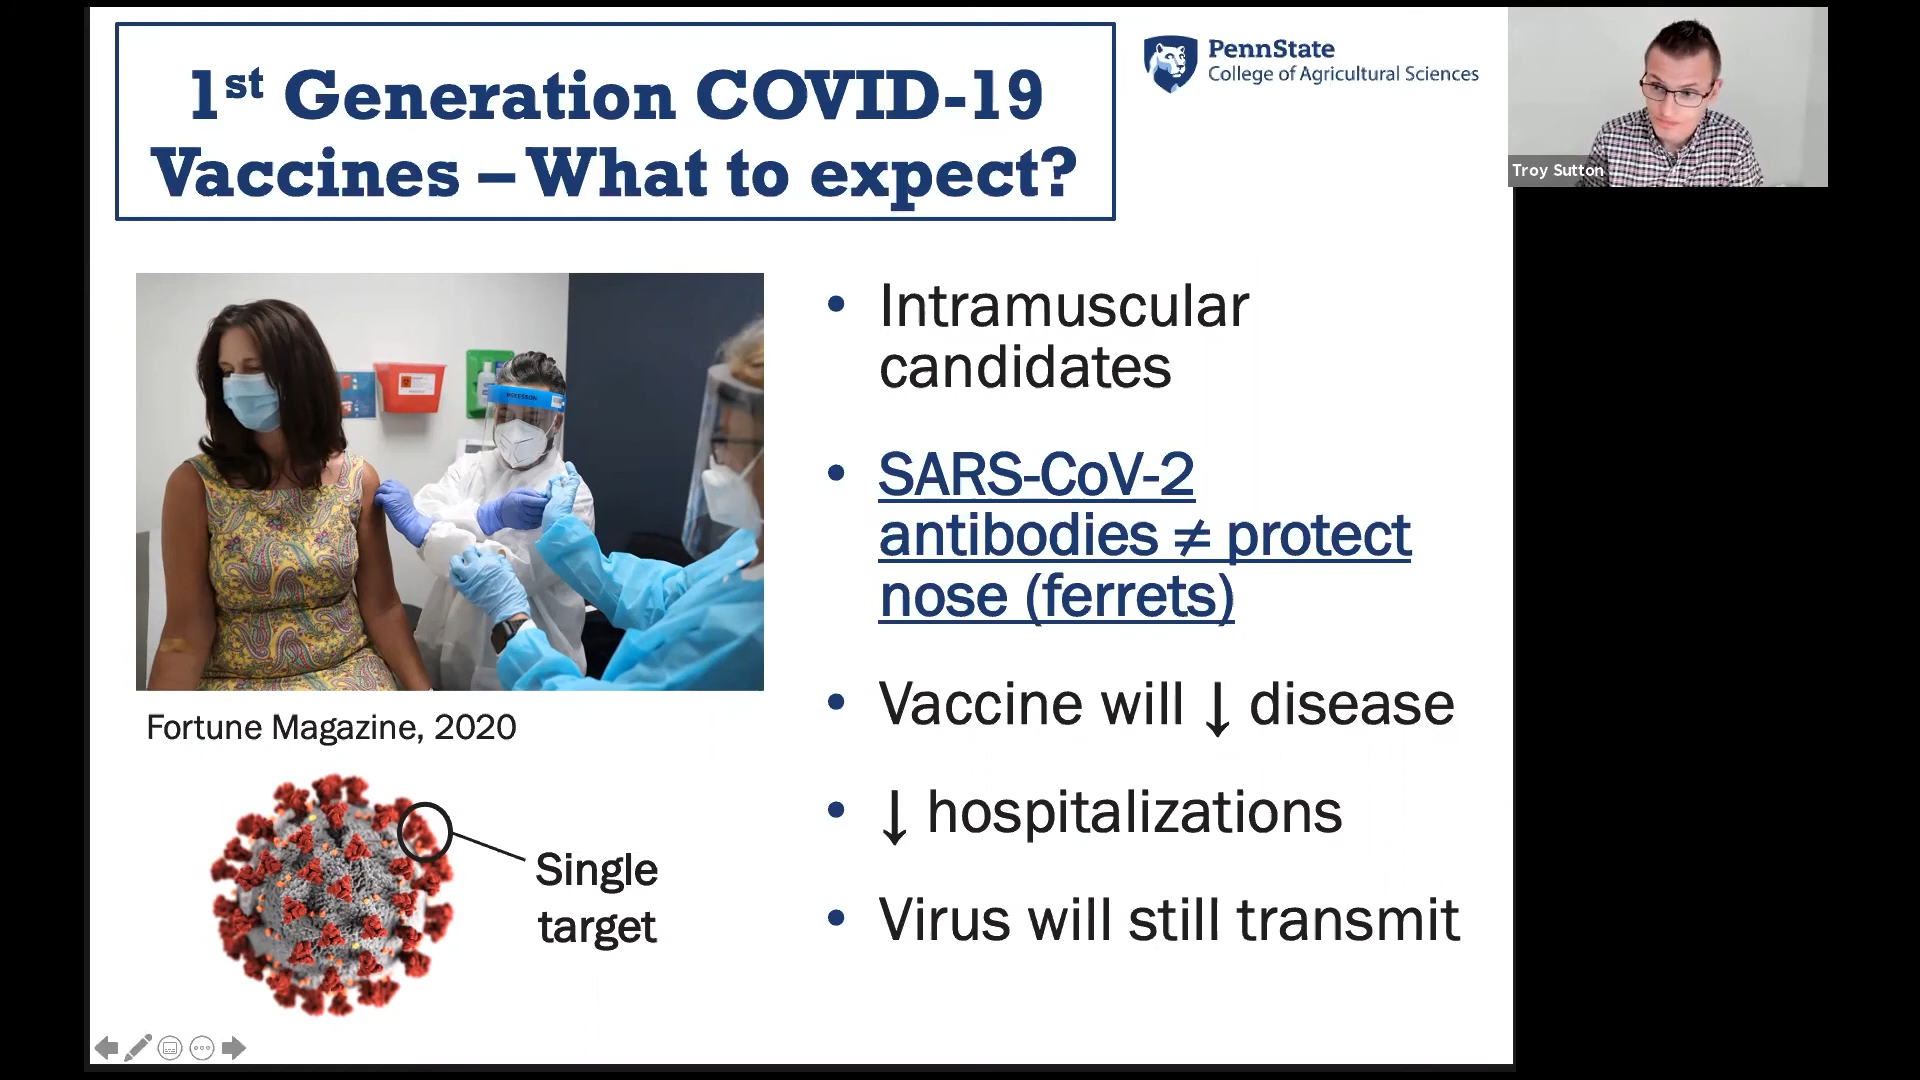 1st Generation COVID-19
Vaccines – What to expect?
PennState
College of Agricultural Sciences
Troy Sutton
• Intramuscular
candidates
• SARS-CoV-2
antibodies ≠ protect
nose (ferrets)
• Vaccine will ↓ disease
• ↓ hospitalizations
• Virus will still transmit
MCKESSON
Fortune Magazine, 2020
Single
target